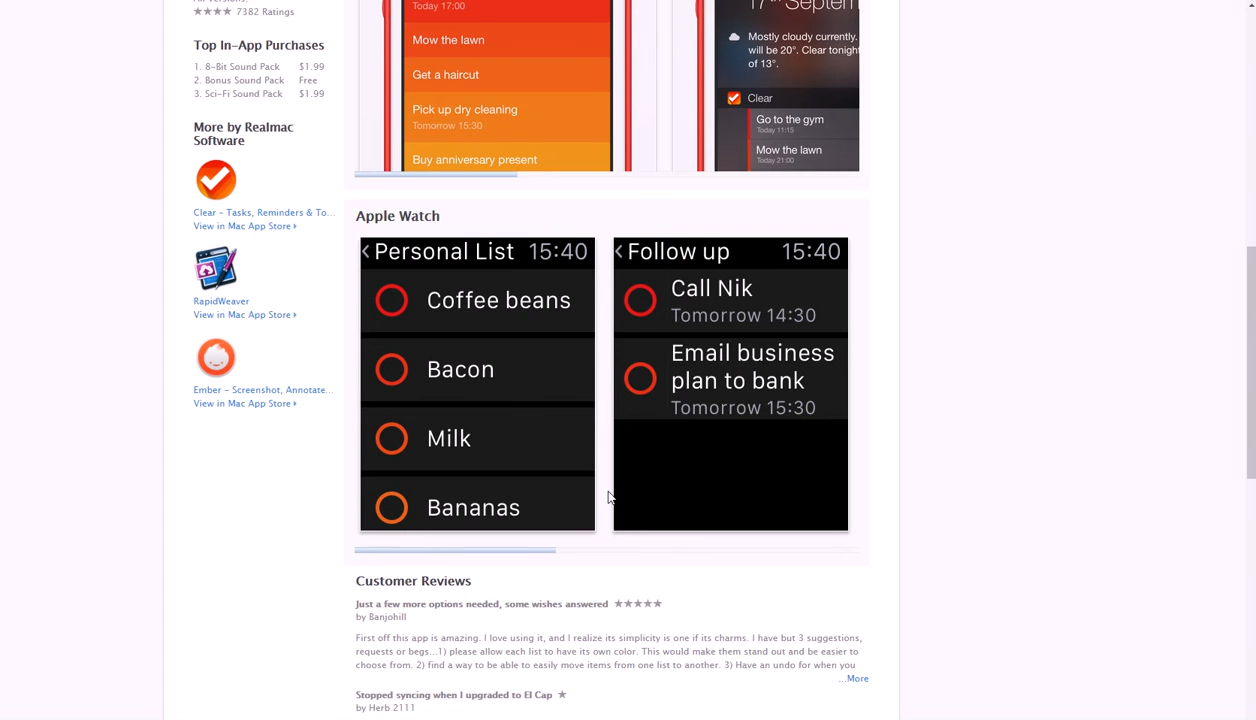 7382 Ratings
Top In-App Purchases
1. 8-Bit Sound Pack $1.99
2. Bonus Sound Pack Free
3. Sci-Fi Sound Pack $1.99
More by Realmac
Software
Clear - Tasks, Reminders & To...
View in Mac App Store
RapidWeaver
View in Mac App Store
Ember - Screenshot, Annotate...
View in Mac App Store
Today 17:00
Mow the lawn
Get a haircut
Pick up dry cleaning
Tomorrow 15:30
Buy anniversary present
Mostly cloudy currently.
will be 20°. Clear tonight
of 13°.
Clear
Go to the gym
Today 11:15
Mow the lawn
Today 21:00
Apple Watch
Personal List 15:40
Coffee beans
Bacon
Milk
Bananas
Follow up 15:40
Call Nik
Tomorrow 14:30
Email business
plan to bank
Tomorrow 15:30
Customer Reviews
Just a few more options needed, some wishes answered ★★★★★
by Banjohill
First off this app is amazing. I love using it, and I realize its simplicity is one if its charms. I have but 3 suggestions,
requests or begs...1) please allow each list to have its own color. This would make them stand out and be easier to
choose from. 2) find a way to be able to easily move items from one list to another. 3) Have an undo for when you
...More
Stopped syncing when I upgraded to El Cap ★
by Herb 2111